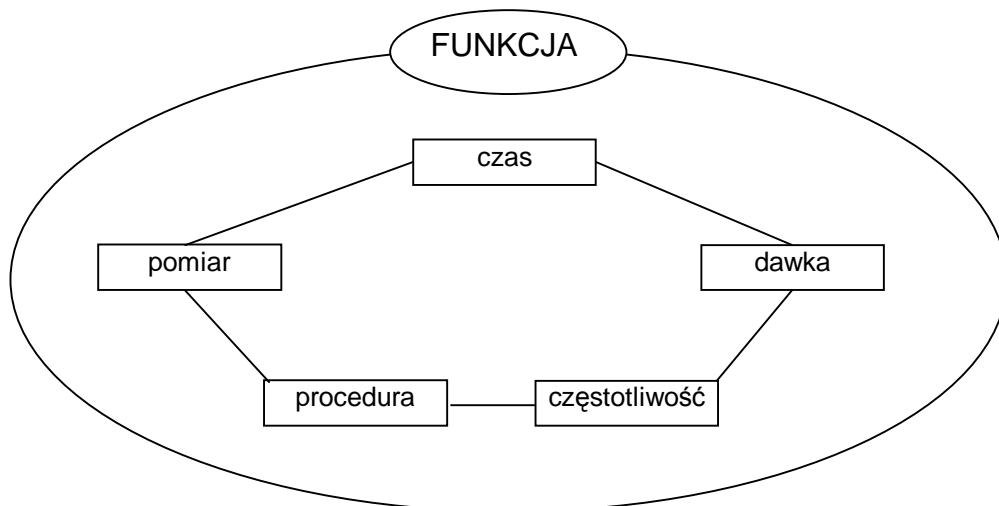 FUNKCJA
czas
pomiar
dawka
procedura
częstotliwość